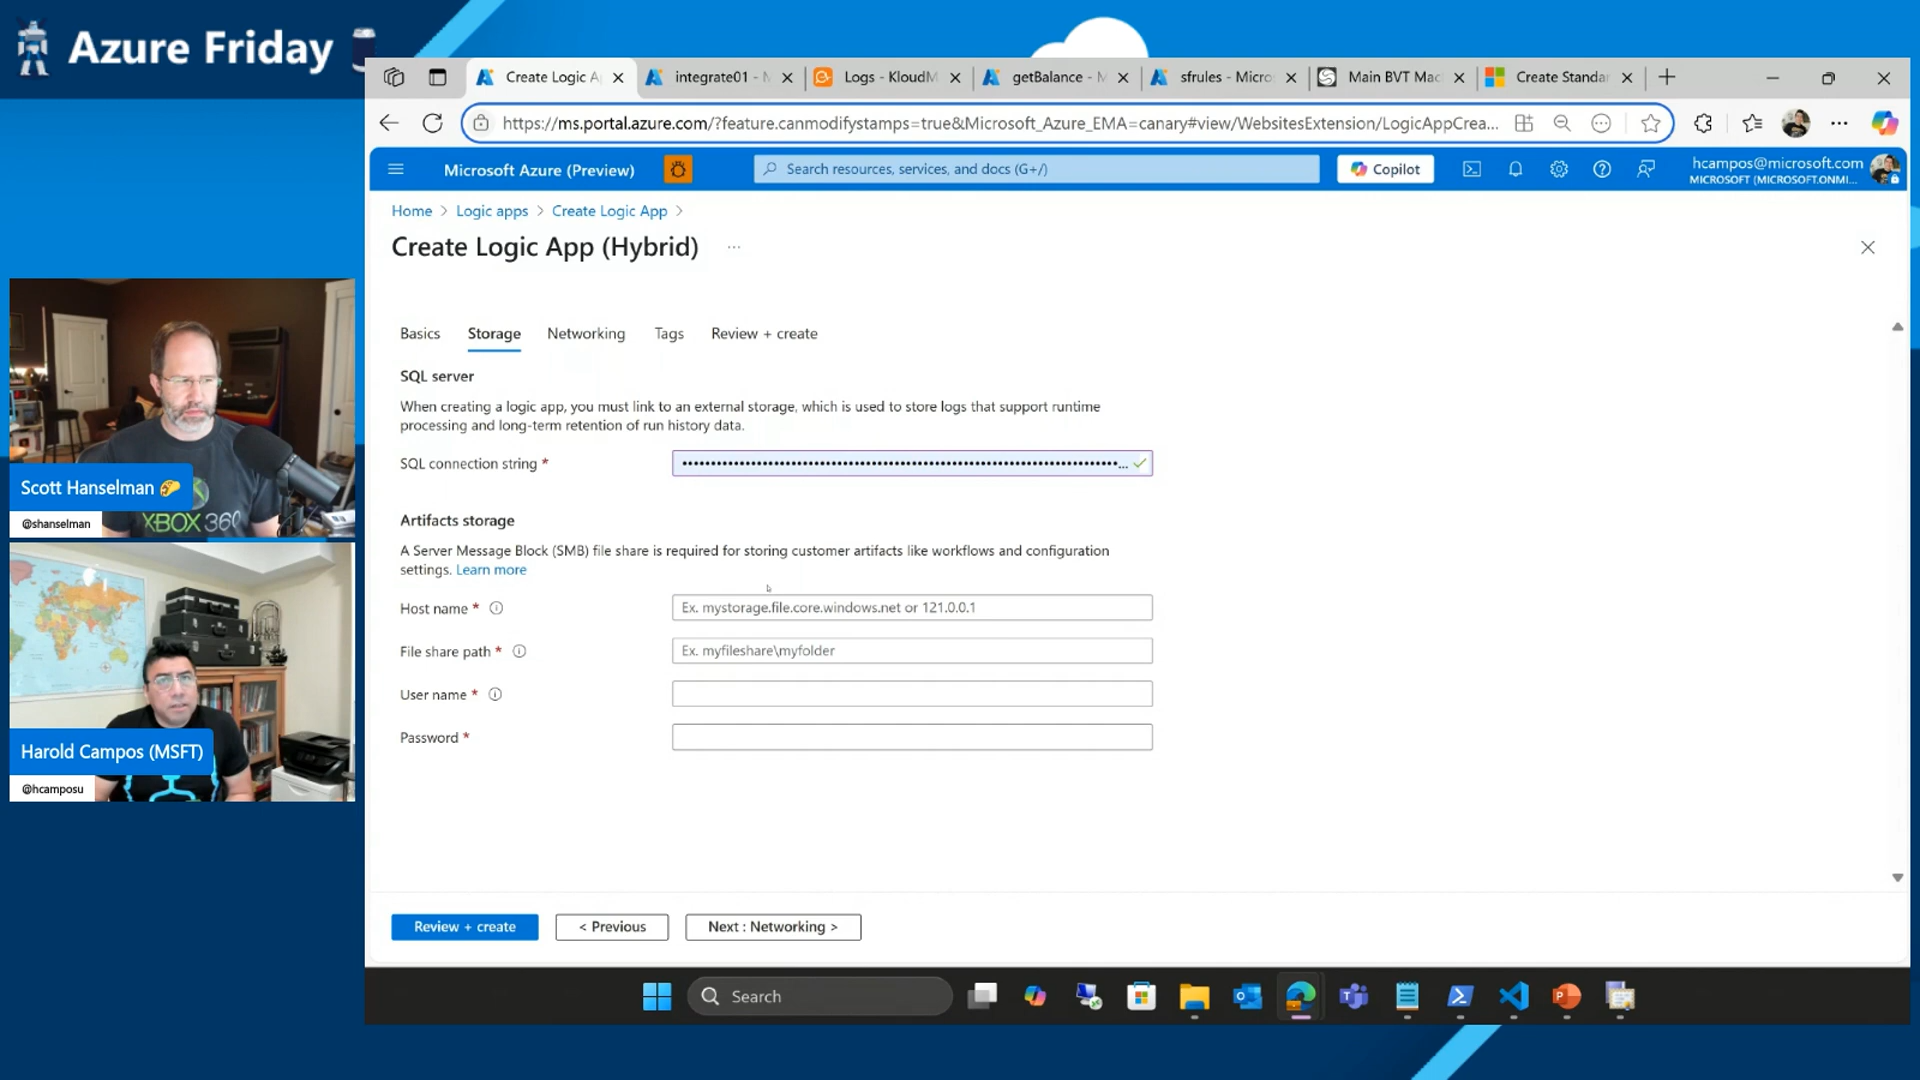 Azure Friday
Create Logic A
integrate01 - M
Logs - KloudM
getBalance - M
sfrules - Micro
Main BVT Mac
Create Standar
https://ms.portal.azure.com/?feature.canmodifystamps=true&Microsoft_Azure_EMA=canary#view/WebsitesExtension/LogicAppCrea...
Microsoft Azure (Preview)
Search resources, services, and docs (G+/)
Copilot
hcampos@microsoft.com
MICROSOFT (MICROSOFT.ONMI...
Home > Logic apps > Create Logic App >
Create Logic App (Hybrid) ...
Basics Storage Networking Tags Review + create
SQL server
When creating a logic app, you must link to an external storage, which is used to store logs that support runtime
processing and long-term retention of run history data.
SQL connection string *
Artifacts storage
A Server Message Block (SMB) file share is required for storing customer artifacts like workflows and configuration
settings. Learn more
Host name * Ex. mystorage.file.core.windows.net or 121.0.0.1
File share path * Ex. myfileshare\myfolder
User name *
Password *
Review + create
< Previous
Next : Networking >
Search
XBOX 360
Scott Hanselman 🌮
@shanselman
Harold Campos (MSFT)
@hcamposu